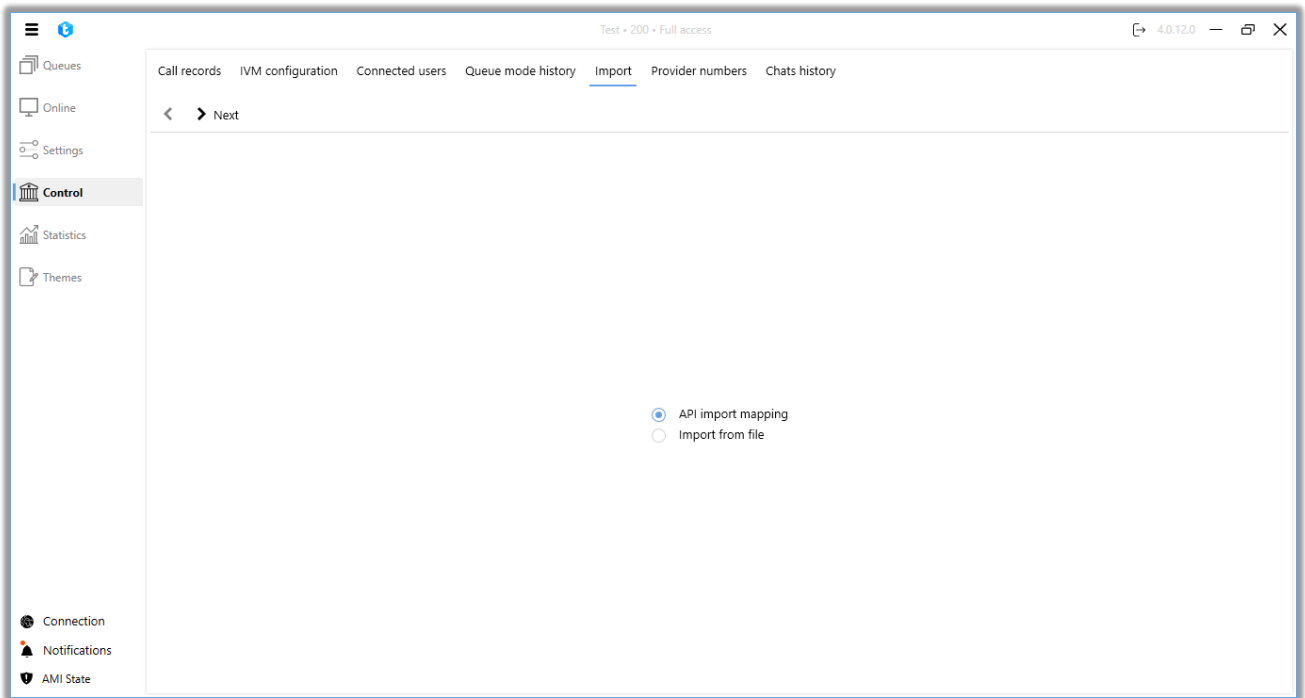 Test • 200 • Full access
4.0.12.0
Queues
Online
Settings
Control
Statistics
Themes
Connection
Notifications
AMI State
Call records IVM configuration Connected users Queue mode history Import Provider numbers Chats history
Next
API import mapping
Import from file